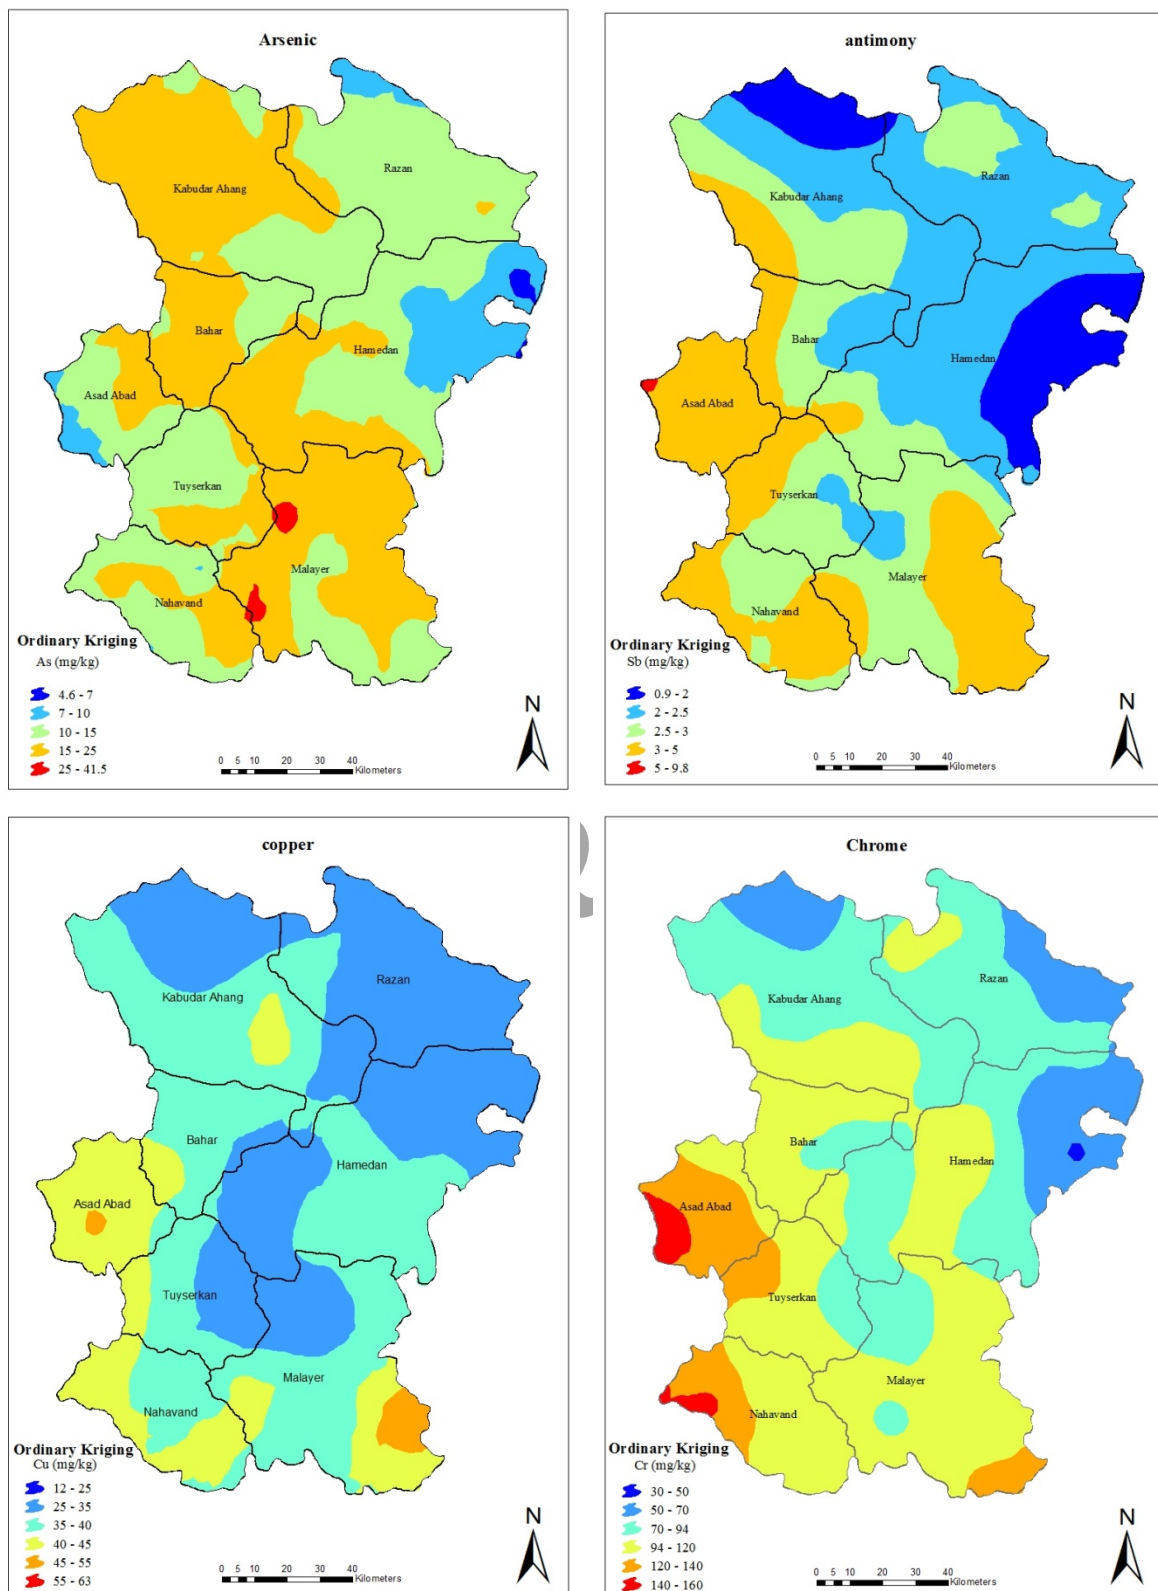 Arsenic
Kabudar Ahang
Razan
Bahar
Hamedan
Asad Abad
Tuyserkan
Malayer
Nahavand
Ordinary Kriging
As (mg/kg)
4.6 - 7
7 - 10
10 - 15
15 - 25
25 - 41.5
0 5 10 20 30 40
Kilometers
N
antimony
Razan
Kabudar Ahang
Bahar
Hamedan
Asad Abad
Tuyserkan
Malayer
Nahavand
Ordinary Kriging
Sb (mg/kg)
0.9 - 2
2 - 2.5
2.5 - 3
3 - 5
5 - 9.8
0 5 10 20 30 40
Kilometers
N
copper
Razan
Kabudar Ahang
Bahar
Hamedan
Asad Abad
Tuyserkan
Malayer
Nahavand
Ordinary Kriging
Cu (mg/kg)
12 - 25
25 - 35
35 - 40
40 - 45
45 - 55
55 - 63
0 5 10 20 30 40
Kilometers
N
Chrome
Razan
Kabudar Ahang
Bahar
Hamedan
Asad Abad
Tuyserkan
Malayer
Nahavand
Ordinary Kriging
Cr (mg/kg)
30 - 50
50 - 70
70 - 94
94 - 120
120 - 140
140 - 160
0 5 10 20 30 40
Kilometers
N